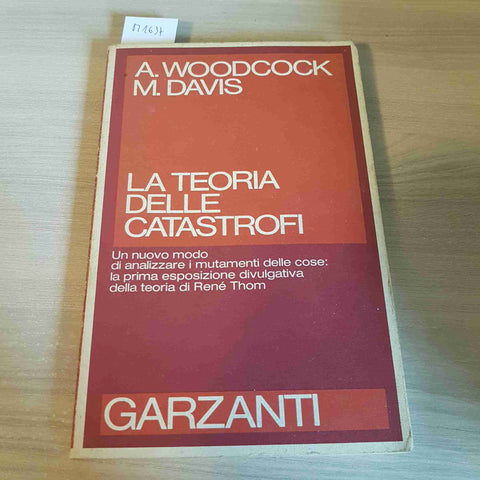 A. WOODCOCK
M. DAVIS
LA TEORIA
DELLE
CATASTROFI
Un nuovo modo
di analizzare i mutamenti delle cose:
la prima esposizione divulgativa
della teoria di René Thom
GARZANTI